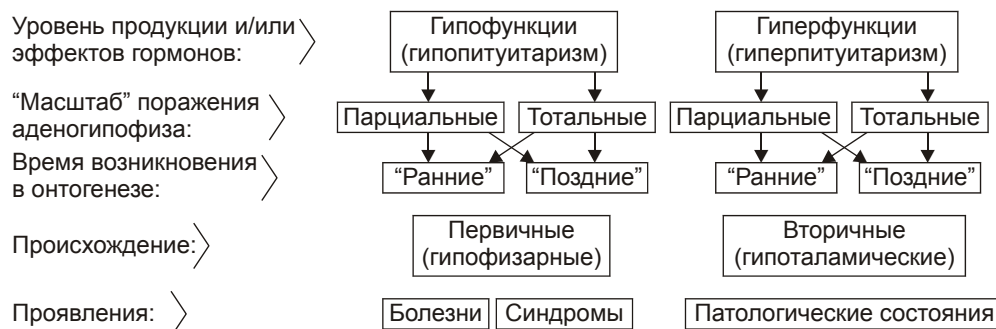 Уровень продукции и/или
эффектов гормонов:
Гипофункции
(гипопитуитаризм)
Гиперфункции
(гиперпитуитаризм)
“Масштаб” поражения
аденогипофиза:
Парциальные
Тотальные
Парциальные
Тотальные
Время возникновения
в онтогенезе:
“Ранние”
“Поздние”
“Ранние”
“Поздние”
Происхождение:
Первичные
(гипофизарные)
Вторичные
(гипоталамические)
Проявления:
Болезни
Синдромы
Патологические состояния